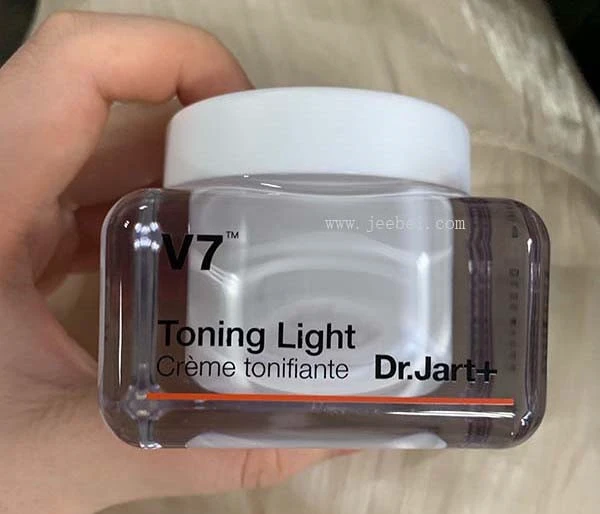 www.jeebei.com
V7™
Toning Light
Crème tonifiante
Dr.Jart+